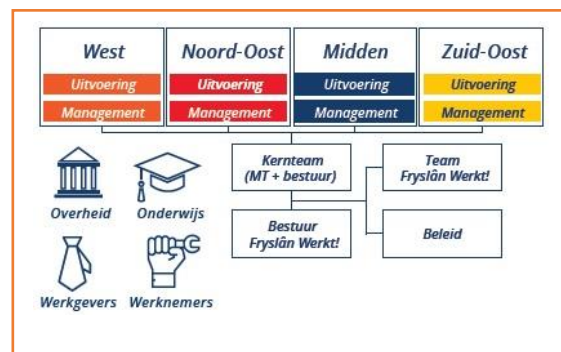 West
Uitvoering
Management
Noord-Oost
Uitvoering
Management
Midden
Uitvoering
Management
Zuid-Oost
Uitvoering
Management
Overheid
Onderwijs
Werkgevers
Werknemers
Kernteam
(MT + bestuur)
Bestuur
Fryslân Werkt!
Team
Fryslân Werkt!
Beleid